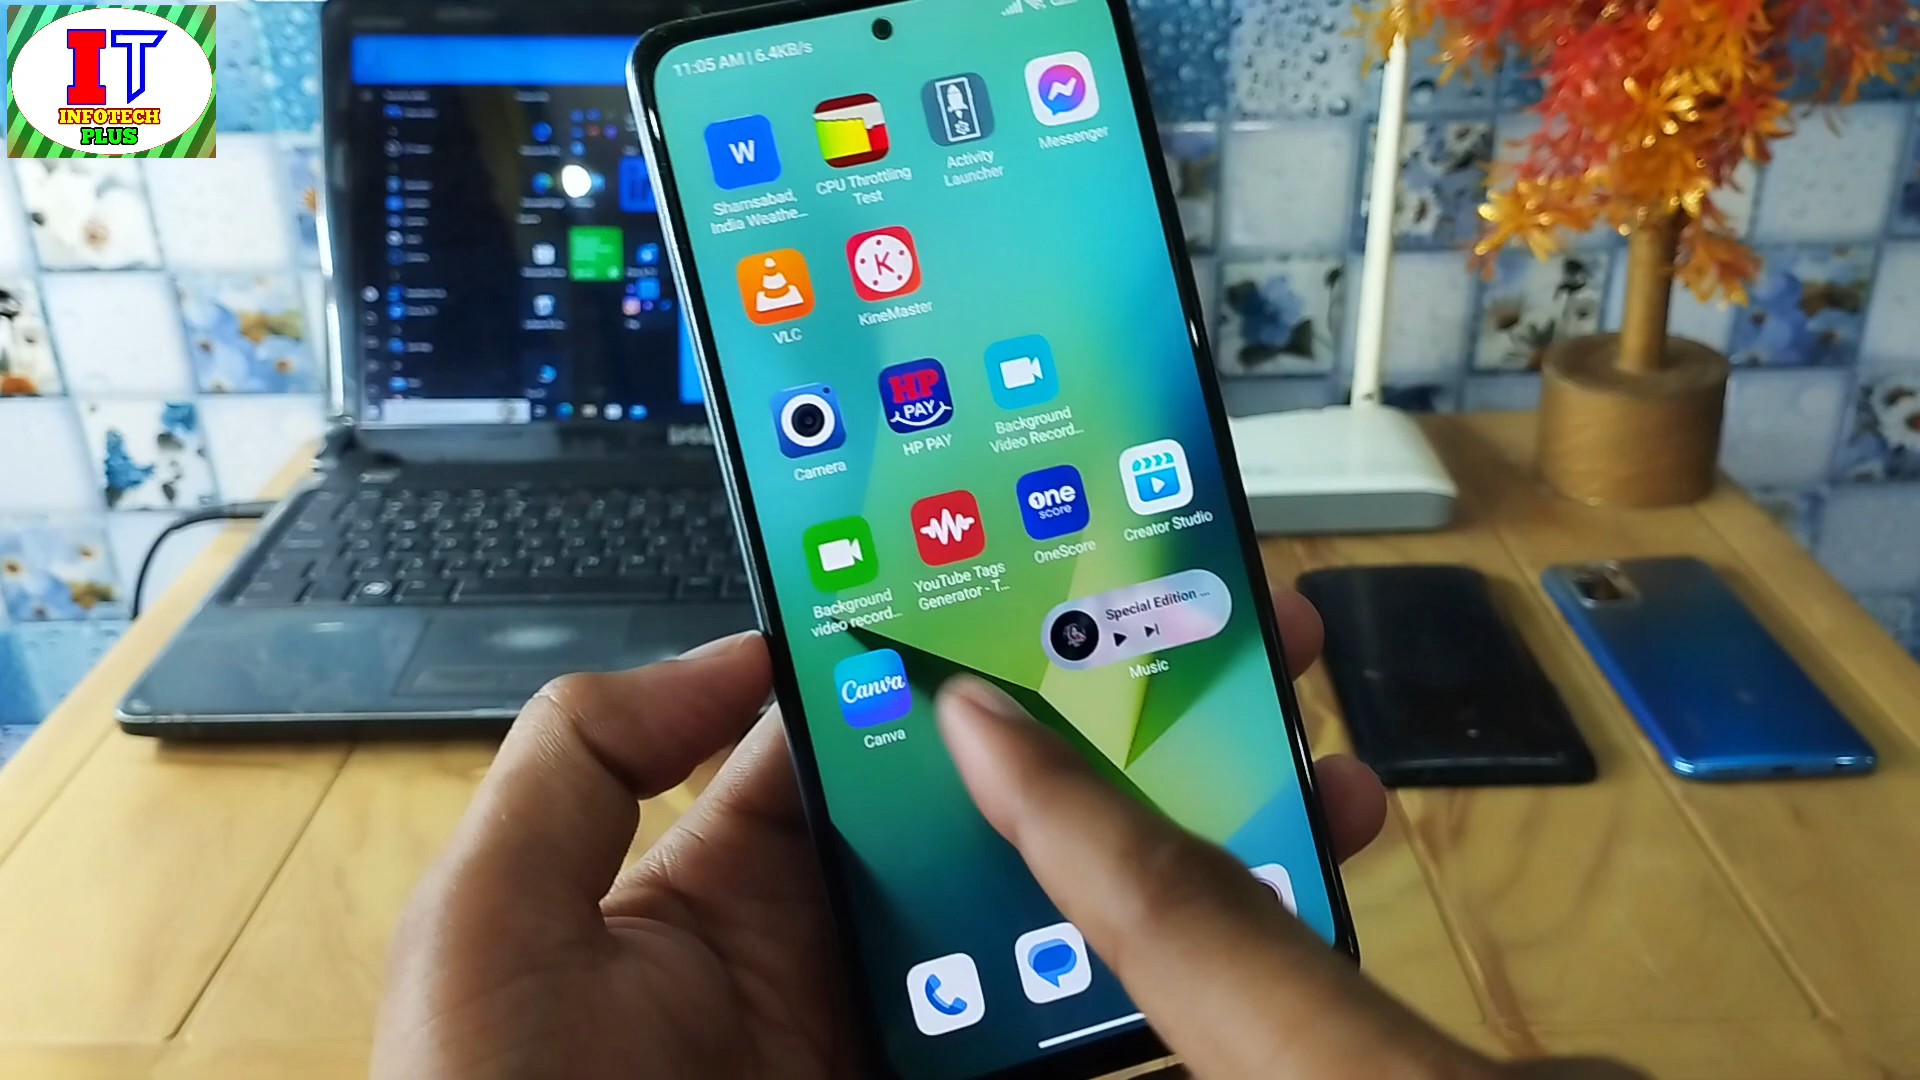 IT
INFOTECH
PLUS
11:05 AM | 6.4KB/s
W
Shamsabad,
India Weathe...
CPU Throttling
Test
Activity
Launcher
Messenger
VLC
K
KineMaster
Camera
HP
PAY
HP PAY
Background
Video Record...
Background
video record...
YouTube Tags
Generator - T...
one
score
OneScore
Creator Studio
Special Edition ...
Music
Canva
Canva